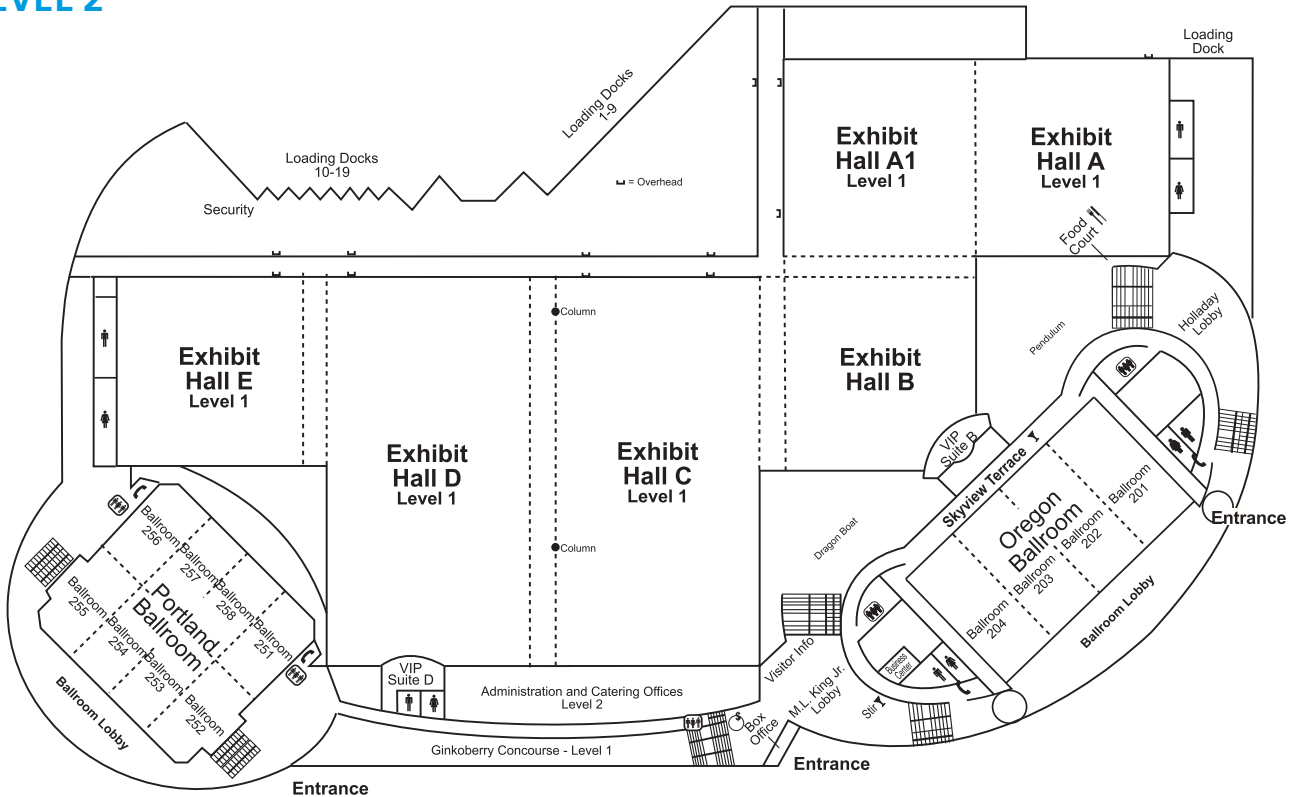 LEVEL 2
Loading
Dock
Loading Docks
1-9
Exhibit
Hall A1
Level 1
Exhibit
Hall A
Level 1
Loading Docks
10-19
= Overhead
Security
Food
Court
Holladay
Lobby
Column
Pendulum
Exhibit
Hall E
Level 1
Exhibit
Hall B
Exhibit
Hall D
Level 1
Exhibit
Hall C
Level 1
VIP
Suite B
Skyview Terrace
Oregon
Ballroom
Ballroom
201
Ballroom
202
Ballroom
203
Ballroom
204
Entrance
Ballroom Lobby
Column
Dragon Boat
Ballroom
256
Ballroom
257
Ballroom
258
Ballroom
251
Portland
Ballroom
Ballroom
255
Ballroom
254
Ballroom
253
Ballroom
252
Ballroom Lobby
Business
Center
VIP
Suite D
Administration and Catering Offices
Level 2
Visitor Info
M.L. King Jr.
Lobby
Stir
$
Box
Office
Ginkoberry Concourse - Level 1
Entrance
Entrance